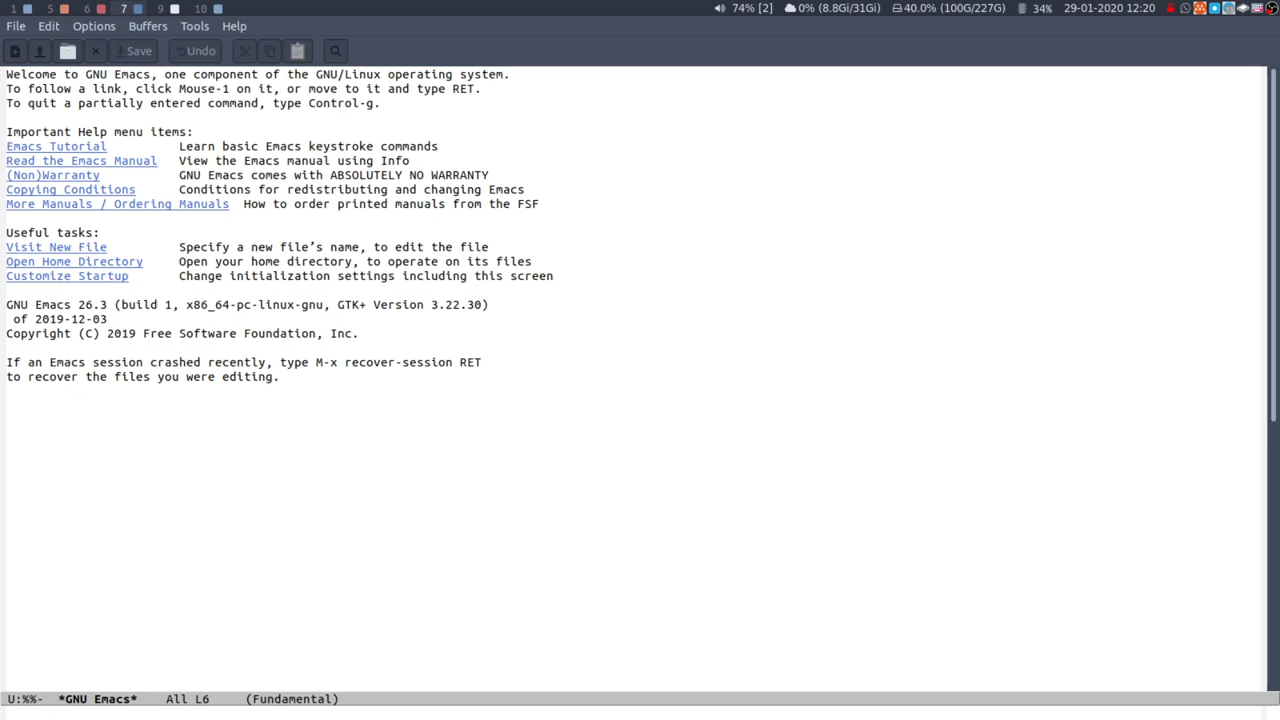 1 5 6 7 9 10 74% [2] 0% (8.8Gi/31Gi) 40.0% (100G/227G) 34% 29-01-2020 12:20
File Edit Options Buffers Tools Help
Save Undo
Welcome to GNU Emacs, one component of the GNU/Linux operating system.
To follow a link, click Mouse-1 on it, or move to it and type RET.
To quit a partially entered command, type Control-g.
Important Help menu items:
Emacs Tutorial Learn basic Emacs keystroke commands
Read the Emacs Manual View the Emacs manual using Info
(Non)Warranty GNU Emacs comes with ABSOLUTELY NO WARRANTY
Copying Conditions Conditions for redistributing and changing Emacs
More Manuals / Ordering Manuals How to order printed manuals from the FSF
Useful tasks:
Visit New File Specify a new file’s name, to edit the file
Open Home Directory Open your home directory, to operate on its files
Customize Startup Change initialization settings including this screen
GNU Emacs 26.3 (build 1, x86_64-pc-linux-gnu, GTK+ Version 3.22.30)
of 2019-12-03
Copyright (C) 2019 Free Software Foundation, Inc.
If an Emacs session crashed recently, type M-x recover-session RET
to recover the files you were editing.
U:%%- *GNU Emacs* All L6 (Fundamental)